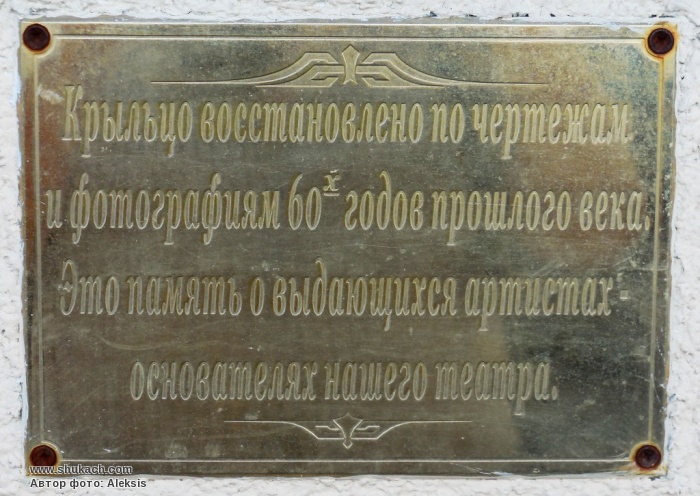 Крыльцо восстановлено по чертежам
и фотографиям 60х годов прошлого века.
Это память о выдающихся артистах -
основателях нашего театра.
www.shukach.com
Автор фото: Aleksis